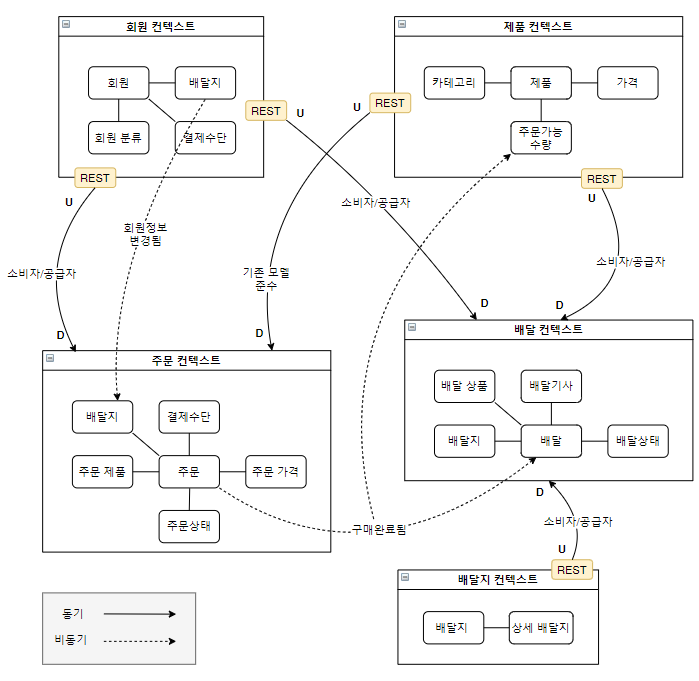 회원 컨텍스트
회원
배달지
회원 분류
결제수단
REST
U
REST
U
제품 컨텍스트
카테고리
제품
가격
주문가능
수량
REST
U
REST
U
회원정보
변경됨
소비자/공급자
D
기존 모델
준수
D
소비자/공급자
D
소비자/공급자
D
주문 컨텍스트
배달지
결제수단
주문 제품
주문
주문 가격
주문상태
배달 컨텍스트
배달 상품
배달기사
배달지
배달
배달상태
구매완료됨
D
소비자/공급자
U
REST
배달지 컨텍스트
배달지
상세 배달지
동기
비동기